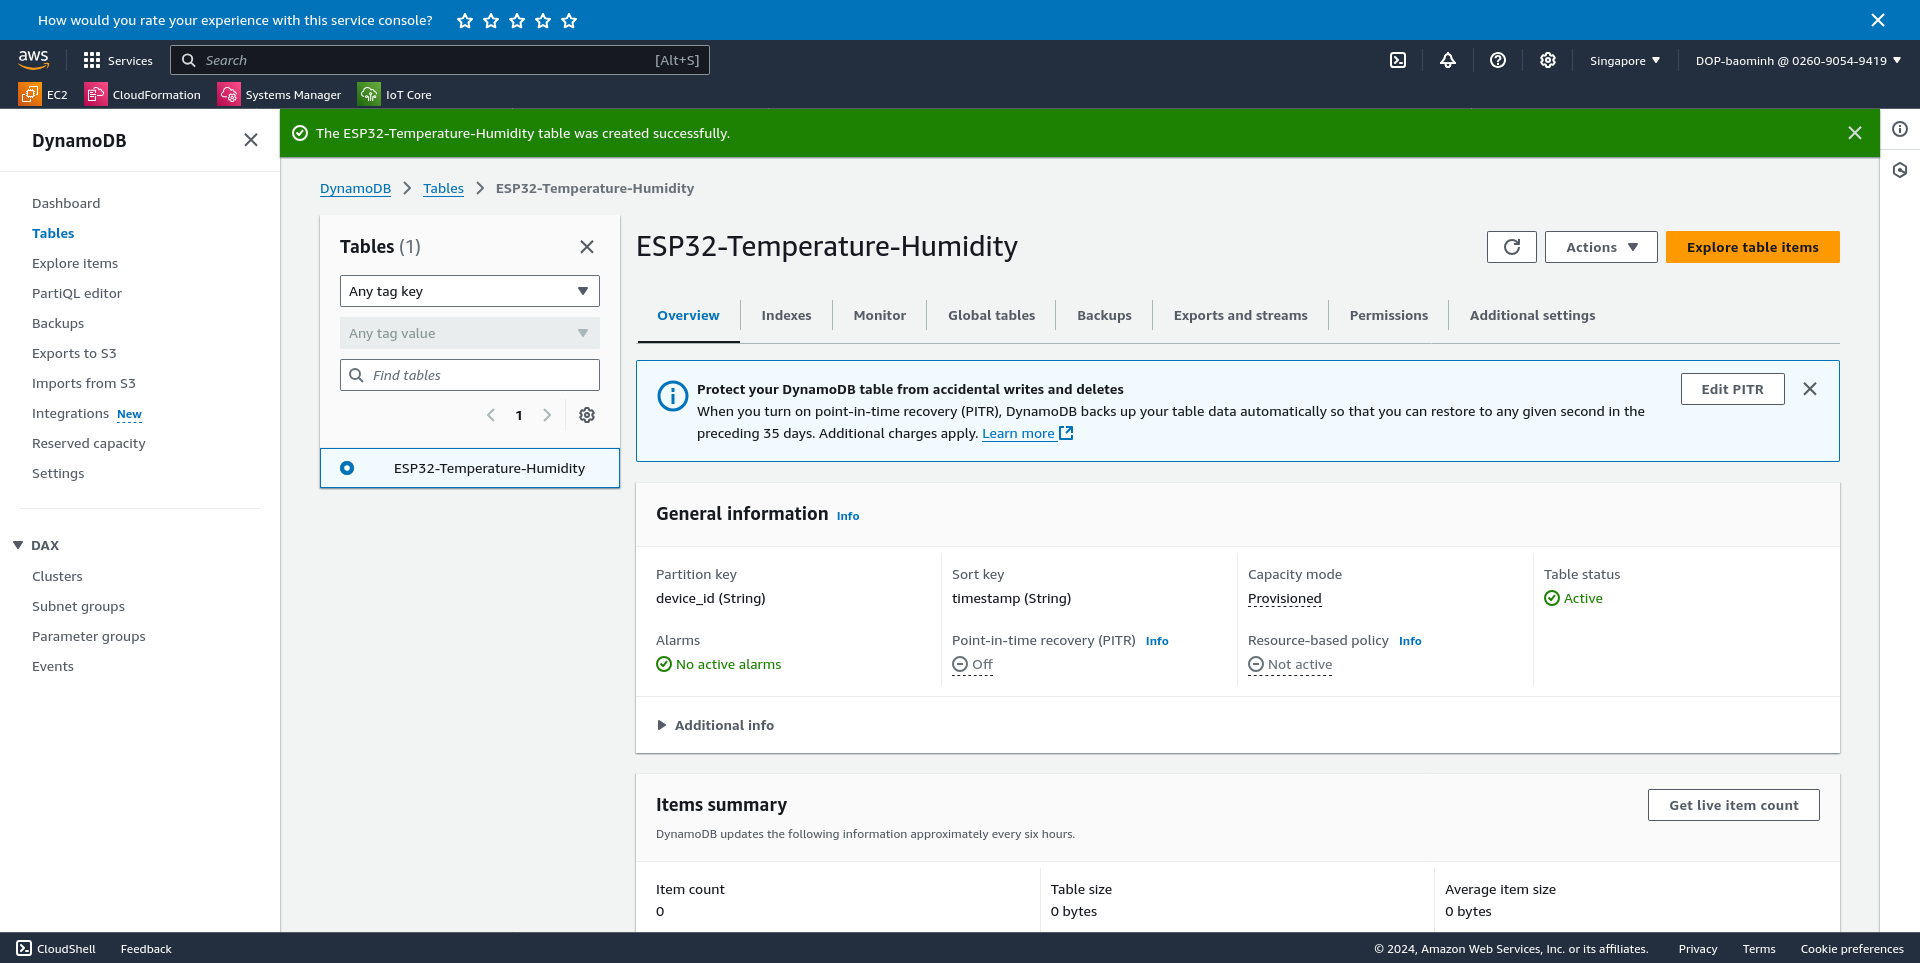 How would you rate your experience with this service console?
aws
Services
Search [Alt+S]
Singapore
DOP-baominh @ 0260-9054-9419
EC2
CloudFormation
Systems Manager
IoT Core
DynamoDB
Dashboard
Tables
Explore items
PartiQL editor
Backups
Exports to S3
Imports from S3
Integrations New
Reserved capacity
Settings
DAX
Clusters
Subnet groups
Parameter groups
Events
The ESP32-Temperature-Humidity table was created successfully.
DynamoDB > Tables > ESP32-Temperature-Humidity
Tables (1)
Any tag key
Any tag value
Find tables
1
ESP32-Temperature-Humidity
ESP32-Temperature-Humidity
Actions
Explore table items
Overview
Indexes
Monitor
Global tables
Backups
Exports and streams
Permissions
Additional settings
Protect your DynamoDB table from accidental writes and deletes
When you turn on point-in-time recovery (PITR), DynamoDB backs up your table data automatically so that you can restore to any given second in the
preceding 35 days. Additional charges apply. Learn more
Edit PITR
General information Info
Partition key
device_id (String)
Sort key
timestamp (String)
Capacity mode
Provisioned
Table status
Active
Alarms
No active alarms
Point-in-time recovery (PITR) Info
Off
Resource-based policy Info
Not active
Additional info
Items summary
Get live item count
DynamoDB updates the following information approximately every six hours.
Item count
0
Table size
0 bytes
Average item size
0 bytes
CloudShell
Feedback
© 2024, Amazon Web Services, Inc. or its affiliates.
Privacy
Terms
Cookie preferences